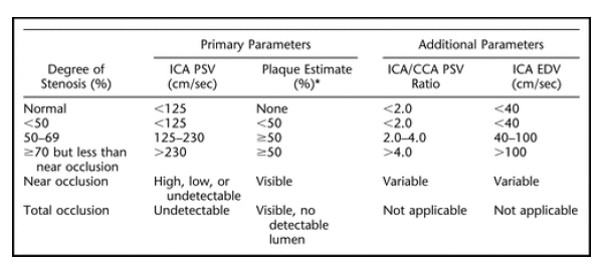 Primary Parameters Additional Parameters
Degree of ICA PSV Plaque Estimate ICA/CCA PSV ICA EDV
Stenosis (%) (cm/sec) (%)* Ratio (cm/sec)
Normal <125 None <2.0 <40
<50 <125 <50 <2.0 <40
50–69 125–230 ≥50 2.0–4.0 40–100
≥70 but less than >230 ≥50 >4.0 >100
near occlusion
Near occlusion High, low, or Visible Variable Variable
undetectable
Total occlusion Undetectable Visible, no Not applicable Not applicable
detectable
lumen